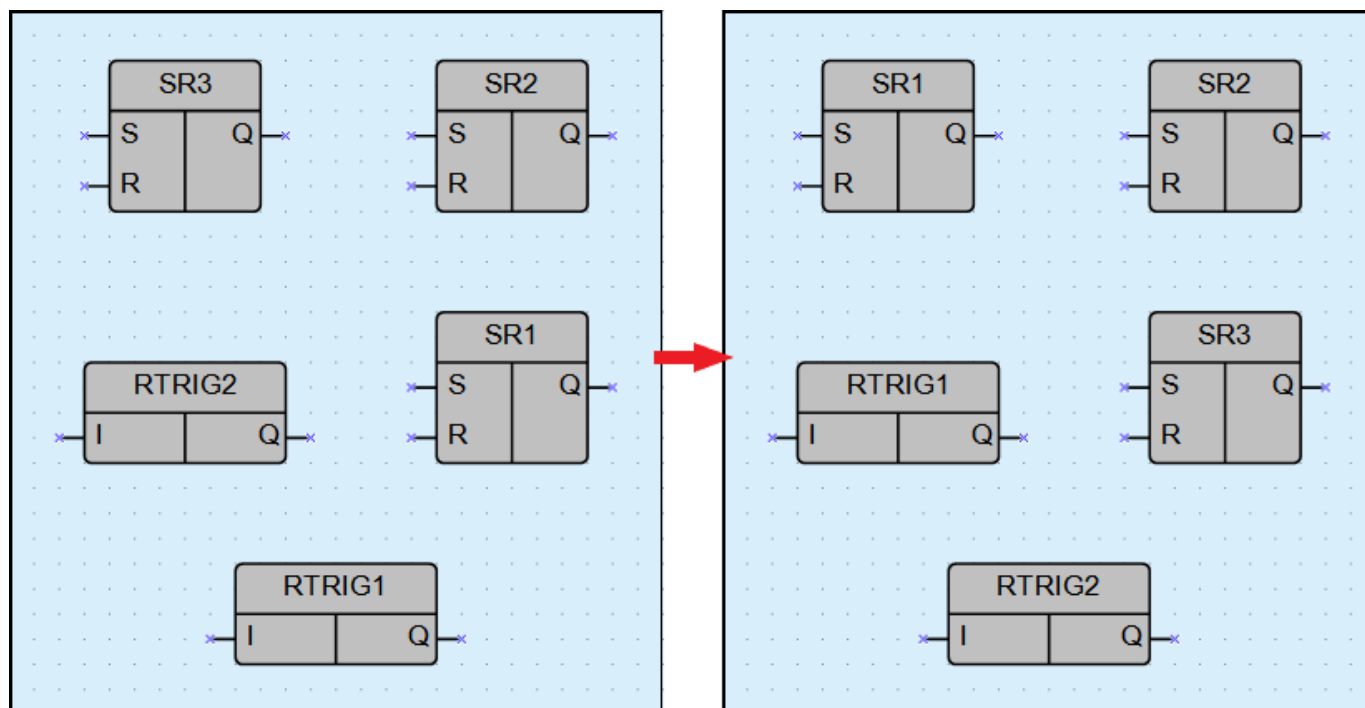 SR3
S Q
R
SR2
S Q
R
SR1
S Q
R
RTRIG2
I Q
RTRIG1
I Q
SR1
S Q
R
SR2
S Q
R
SR3
S Q
R
RTRIG1
I Q
RTRIG2
I Q